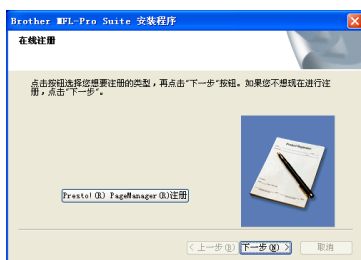 Brother MFL-Pro Suite 安装程序
在线注册
点击按钮选择您想要注册的类型，再点击“下一步”按钮。如果您不想现在进行注
册，点击“下一步”。
Presto!(R) PageManager(R)注册
< 上一步(B) 下一步(N) > 取消